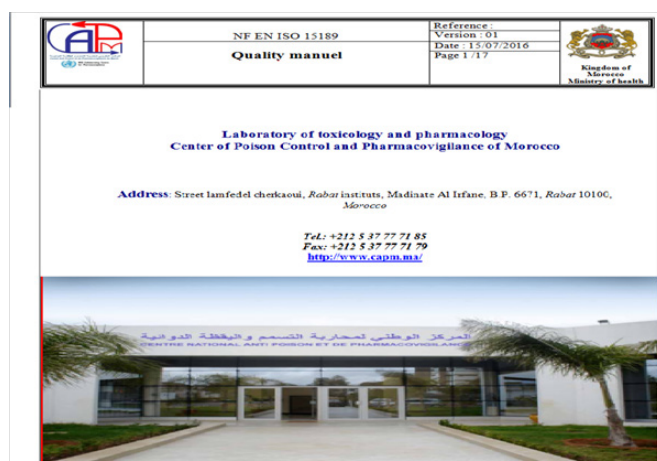 CAPM
NF EN ISO 15189
Quality manuel
Reference :
Version : 01
Date : 15/07/2016
Page 1 /17
Kingdom of
Morocco
Ministry of health
Laboratory of toxicology and pharmacology
Center of Poison Control and Pharmacovigilance of Morocco
Address: Street lamfedel cherkaoui, Rabat instituts, Madinate Al Irfane, B.P. 6671, Rabat 10100,
Morocco
Tel.: +212 5 37 77 71 85
Fax: +212 5 37 77 71 79
http://www.capm.ma/
المركز الوطني لمحاربة التسمم واليقظة الدوائية
CENTRE NATIONAL ANTI POISON ET DE PHARMACOVIGILANCE